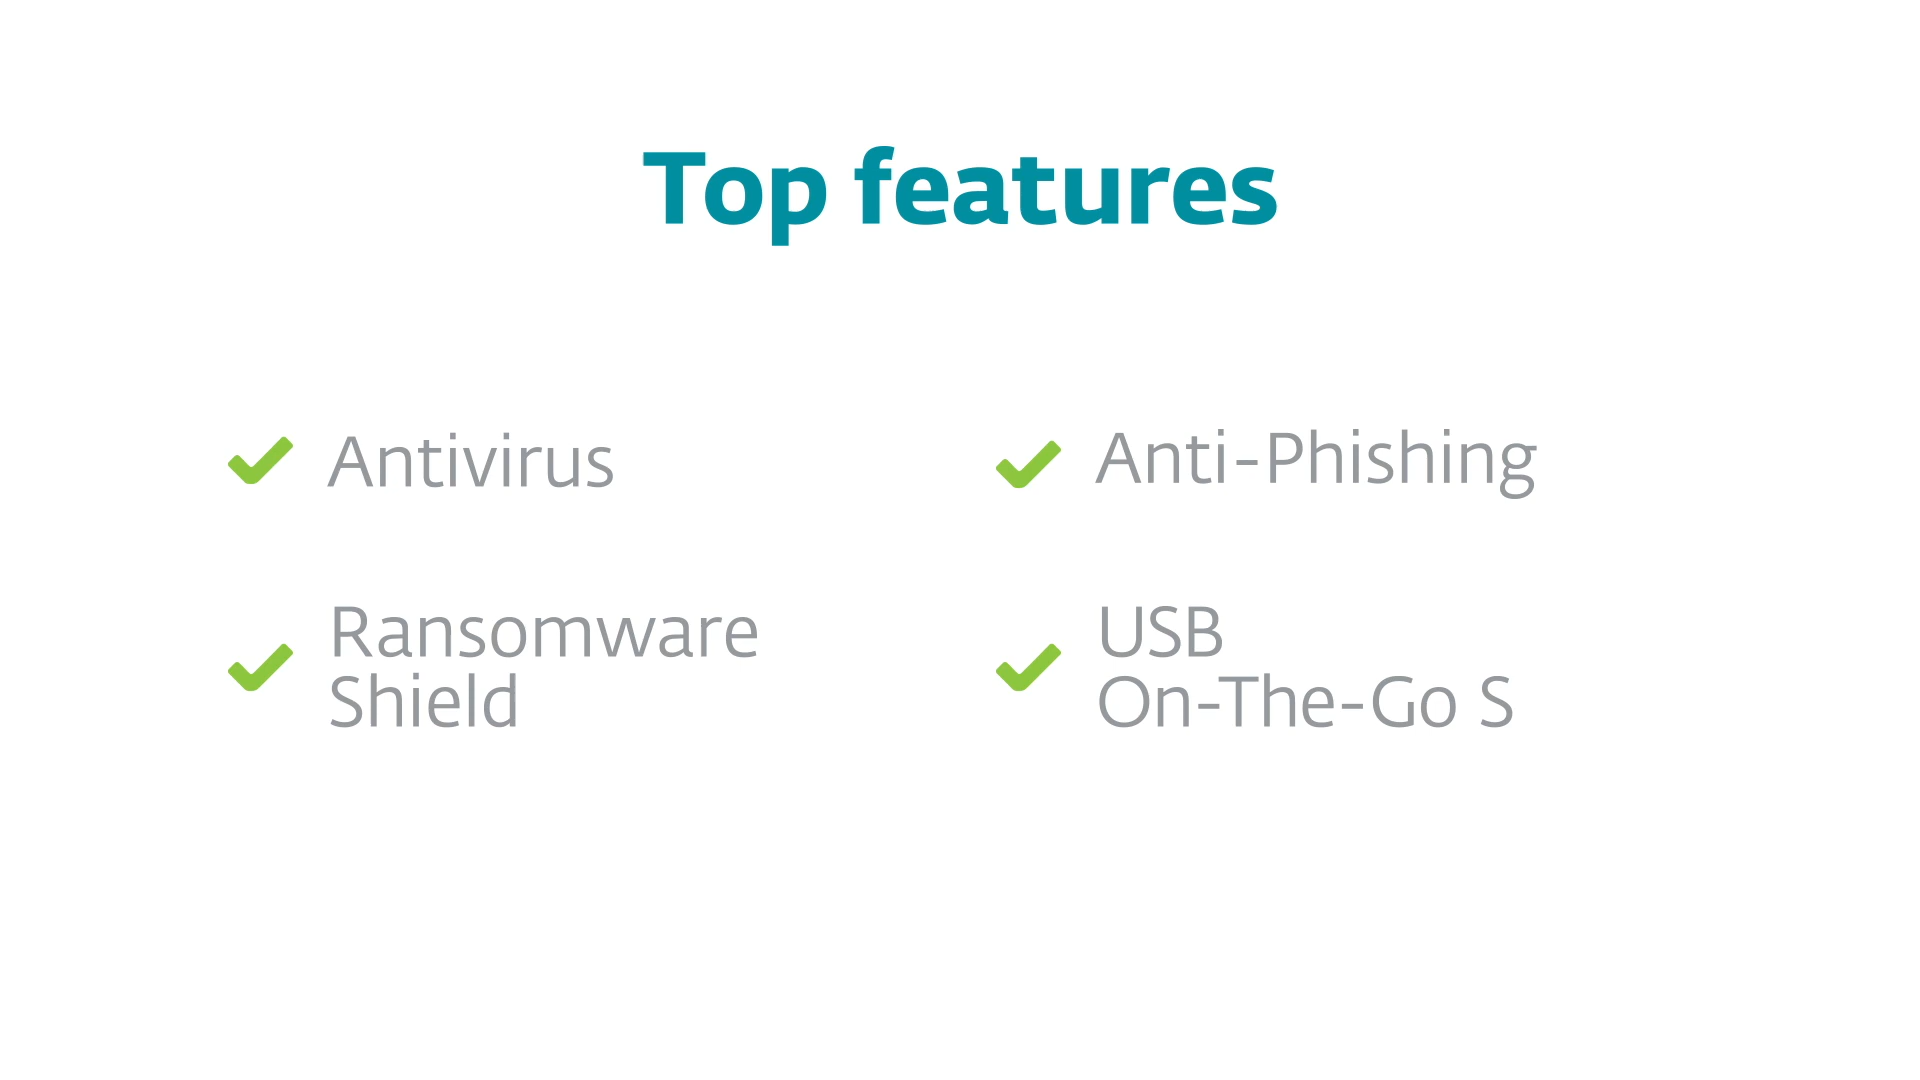 Top features
Antivirus
Anti-Phishing
Ransomware
Shield
USB
On-The-Go S